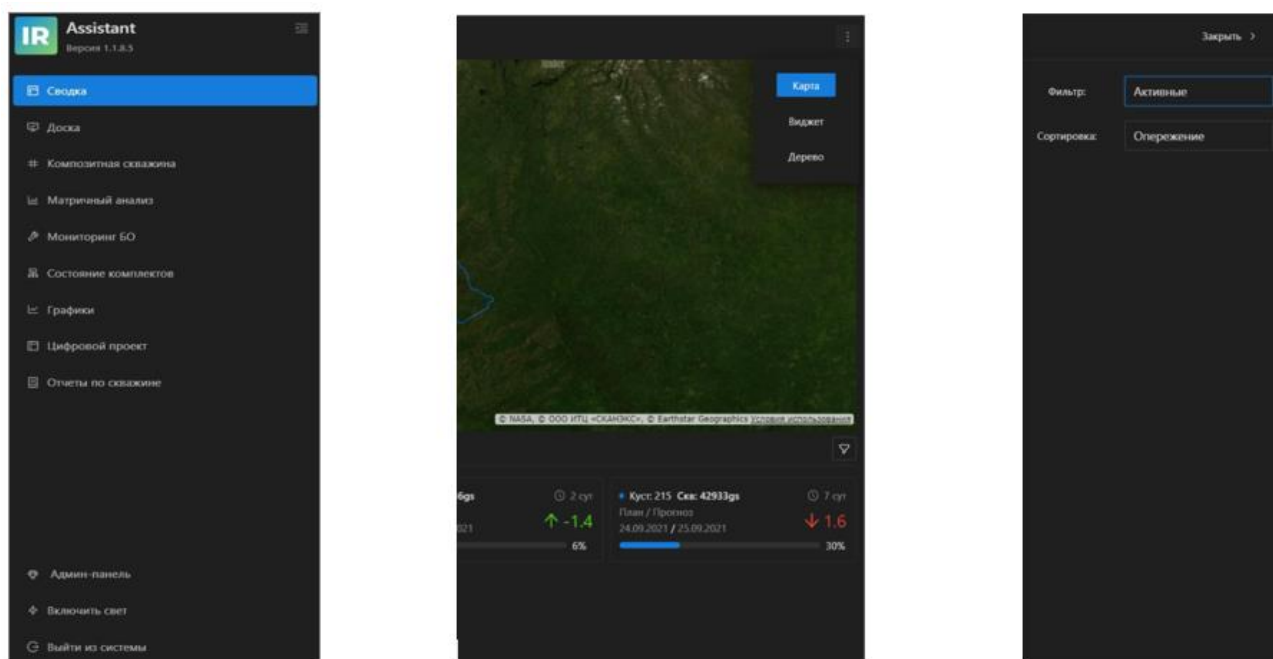 IR
Assistant
Версия 1.1.8.5
Сводка
Доска
Композитная скважина
Матричный анализ
Мониторинг БО
Состояние комплектов
Графики
Цифровой проект
Отчеты по скважине
Админ-панель
Включить свет
Выйти из системы
Карта
Виджет
Дерево
© NASA, © ООО ИТЦ «СКАНЭКС», © Earthstar Geographics Условия использования
6gs 2 сут
-1.4
021
6%
Куст: 215 Скв: 42933gs 7 сут
План / Прогноз
1.6
24.09.2021 / 25.09.2021
30%
Закрыть >
Фильтр: Активные
Сортировка: Опережение